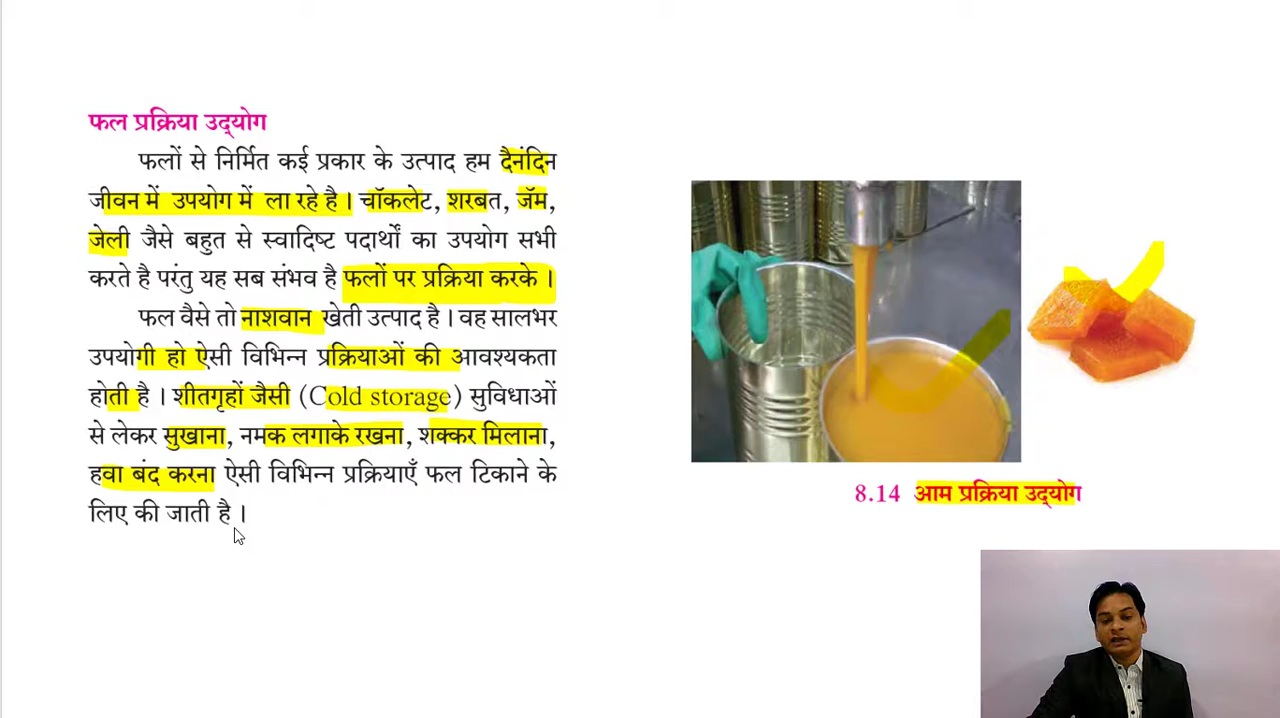 फल प्रक्रिया उद्‌योग
फलों से निर्मित कई प्रकार के उत्पाद हम दैनंदिन
जीवन में उपयोग में ला रहे है । चॉकलेट, शरबत, जॅम,
जेली जैसे बहुत से स्वादिष्ट पदार्थों का उपयोग सभी
करते है परंतु यह सब संभव है फलों पर प्रक्रिया करके ।
फल वैसे तो नाशवान खेती उत्पाद है । वह सालभर
उपयोगी हो ऐसी विभिन्न प्रक्रियाओं की आवश्यकता
होती है । शीतगृहों जैसी (Cold storage) सुविधाओं
से लेकर सुखाना, नमक लगाके रखना, शक्कर मिलाना,
हवा बंद करना ऐसी विभिन्न प्रक्रियाएँ फल टिकाने के
लिए की जाती है ।
8.14 आम प्रक्रिया उद्‌योग